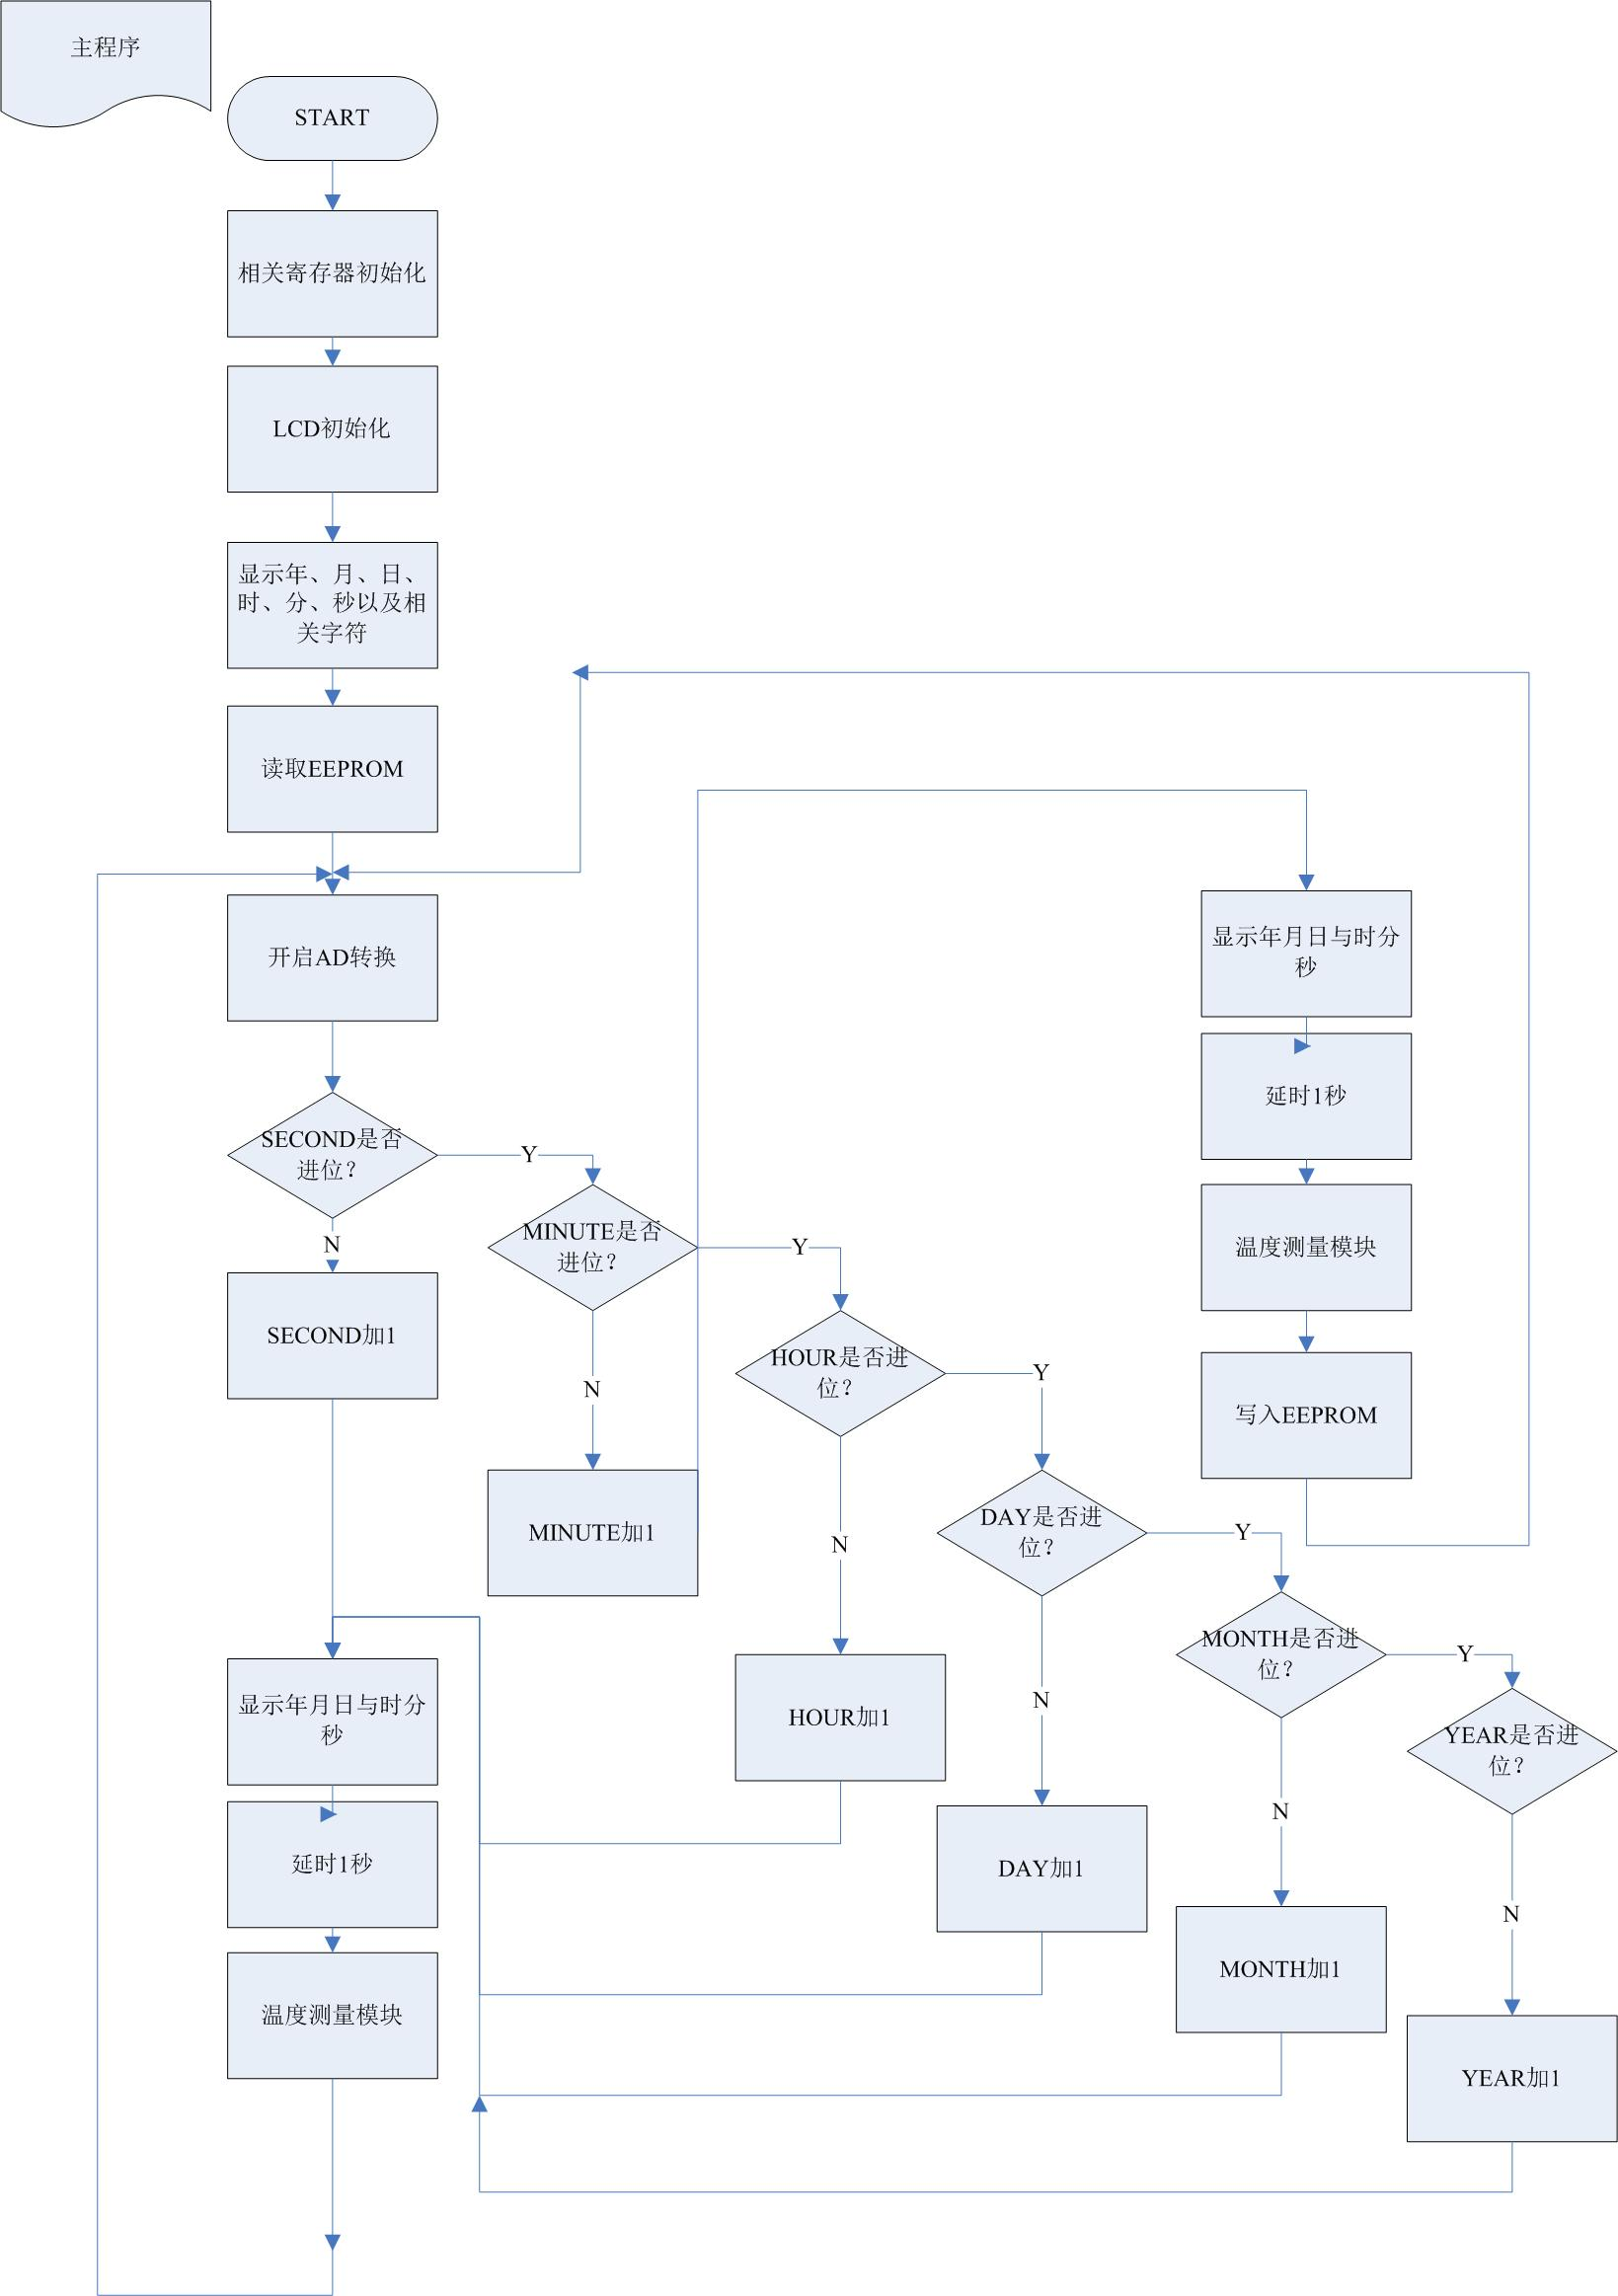 主程序
START
相关寄存器初始化
LCD初始化
显示年、月、日、
时、分、秒以及相
关字符
读取EEPROM
开启AD转换
SECOND是否
进位？
Y
N
SECOND加1
MINUTE是否
进位？
Y
N
MINUTE加1
HOUR是否进
位？
Y
N
HOUR加1
DAY是否进
位？
Y
N
DAY加1
MONTH是否进
位？
Y
N
MONTH加1
YEAR是否进
位？
N
YEAR加1
显示年月日与时分
秒
延时1秒
温度测量模块
写入EEPROM
显示年月日与时分
秒
延时1秒
温度测量模块